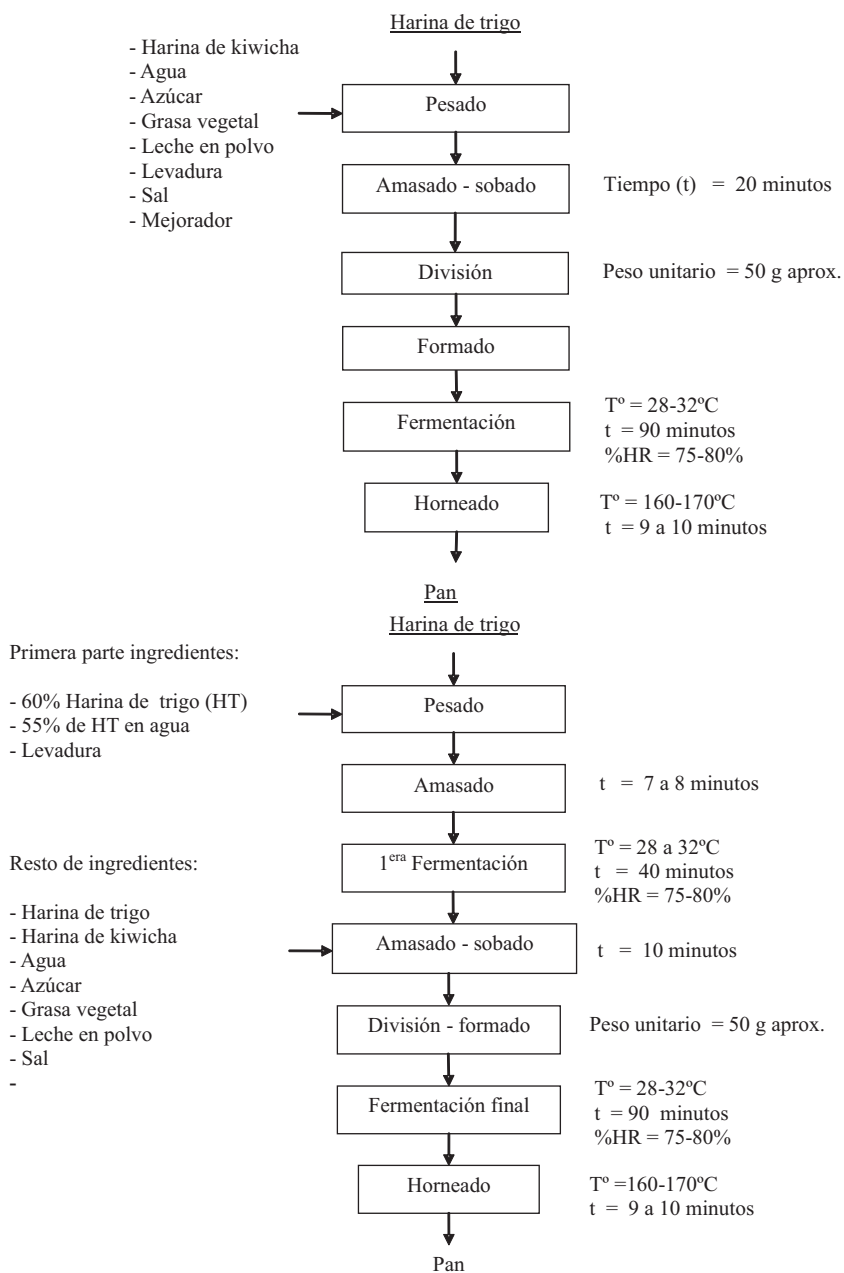 Harina de trigo
- Harina de kiwicha
- Agua
- Azúcar
- Grasa vegetal
- Leche en polvo
- Levadura
- Sal
- Mejorador
Pesado
Amasado - sobado
Tiempo (t) = 20 minutos
División
Peso unitario = 50 g aprox.
Formado
Fermentación
Tº = 28-32ºC
t = 90 minutos
%HR = 75-80%
Horneado
Tº = 160-170ºC
t = 9 a 10 minutos
Pan
Harina de trigo
Primera parte ingredientes:
- 60% Harina de trigo (HT)
- 55% de HT en agua
- Levadura
Pesado
Amasado
t = 7 a 8 minutos
1era Fermentación
Tº = 28 a 32ºC
t = 40 minutos
%HR = 75-80%
Resto de ingredientes:
- Harina de trigo
- Harina de kiwicha
- Agua
- Azúcar
- Grasa vegetal
- Leche en polvo
- Sal
-
Amasado - sobado
t = 10 minutos
División - formado
Peso unitario = 50 g aprox.
Fermentación final
Tº = 28-32ºC
t = 90 minutos
%HR = 75-80%
Horneado
Tº =160-170ºC
t = 9 a 10 minutos
Pan